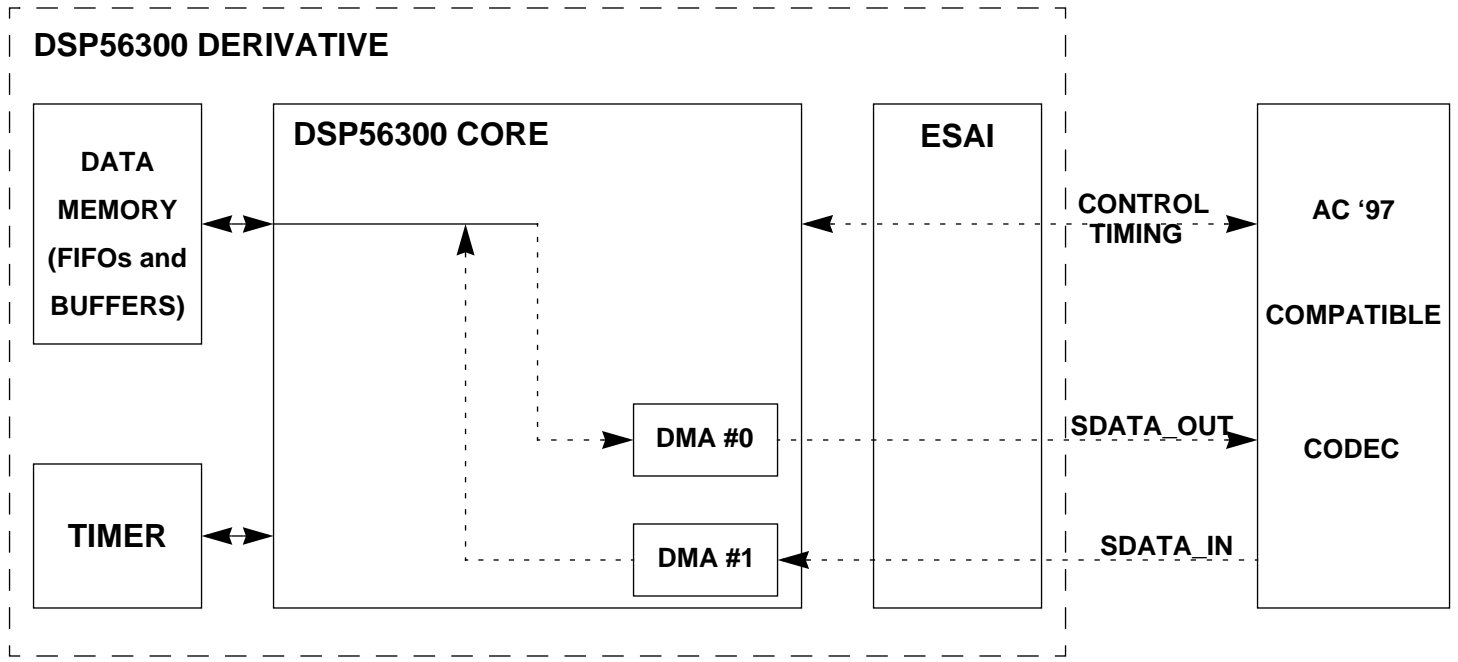 DSP56300 DERIVATIVE
DATA
MEMORY
(FIFOs and
BUFFERS)
DSP56300 CORE
ESAI
CONTROL
TIMING
AC ‘97
COMPATIBLE
CODEC
DMA #0
SDATA_OUT
TIMER
DMA #1
SDATA_IN